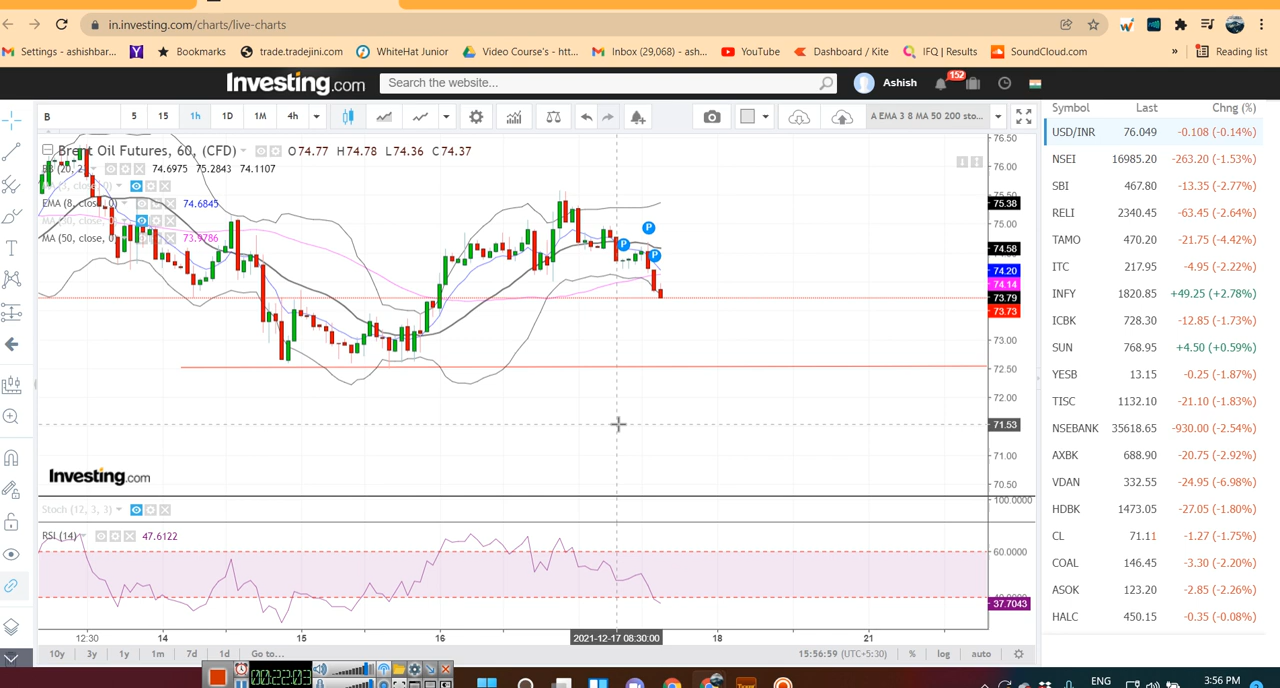 in.investing.com/charts/live-charts
Settings - ashishbar...
Bookmarks
trade.tradejini.com
WhiteHat Junior
Video Course's - htt...
Inbox (29,068) - ash...
YouTube
Dashboard / Kite
IFQ | Results
SoundCloud.com
»
Reading list
Investing.com
Search the website...
Ashish
152
B
5
15
1h
1D
1M
4h
A EMA 3 8 MA 50 200 sto...
Brent Oil Futures, 60, (CFD)
O74.77 H74.78 L74.36 C74.37
74.6975 75.2843 74.1107
EMA (8, close, 0) 74.6845
MA (50, close, 0) 73.9786
P
P
P
76.50
76.00
75.50
75.38
75.00
74.58
74.20
74.14
73.79
73.73
73.00
72.50
72.00
71.53
71.00
70.50
Investing.com
Stoch (12, 3, 3)
100.0000
RSI (14) 47.6122
60.0000
37.7043
12:30
14
15
16
2021-12-17 08:30:00
18
21
10y 3y 1y 1m 7d 1d Go to...
15:56:59 (UTC+5:30) % log auto
Symbol Last Chng (%)
USD/INR 76.049 -0.108 (-0.14%)
NSEI 16985.20 -263.20 (-1.53%)
SBI 467.80 -13.35 (-2.77%)
RELI 2340.45 -63.45 (-2.64%)
TAMO 470.20 -21.75 (-4.42%)
ITC 217.95 -4.95 (-2.22%)
INFY 1820.85 +49.25 (+2.78%)
ICBK 728.30 -12.85 (-1.73%)
SUN 768.95 +4.50 (+0.59%)
YESB 13.15 -0.25 (-1.87%)
TISC 1132.10 -21.10 (-1.83%)
NSEBANK 35618.65 -930.00 (-2.54%)
AXBK 688.90 -20.75 (-2.92%)
VDAN 332.55 -24.95 (-6.98%)
HDBK 1473.05 -27.05 (-1.80%)
CL 71.11 -1.27 (-1.75%)
COAL 146.45 -3.30 (-2.20%)
ASOK 123.20 -2.85 (-2.26%)
HALC 450.15 -0.35 (-0.08%)
00:22:03
ENG
3:56 PM